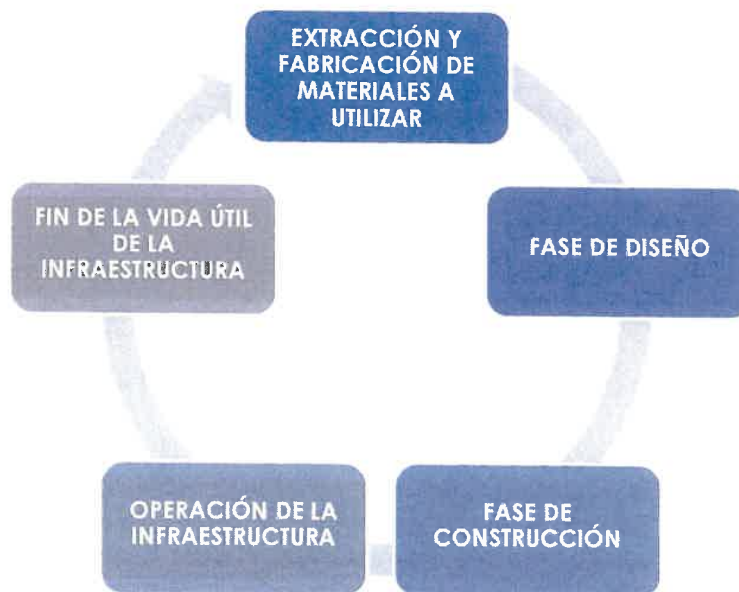 EXTRACCIÓN Y
FABRICACIÓN DE
MATERIALES A
UTILIZAR
FASE DE DISEÑO
FASE DE
CONSTRUCCIÓN
OPERACIÓN DE LA
INFRAESTRUCTURA
FIN DE LA VIDA ÚTIL
DE LA
INFRAESTRUCTURA